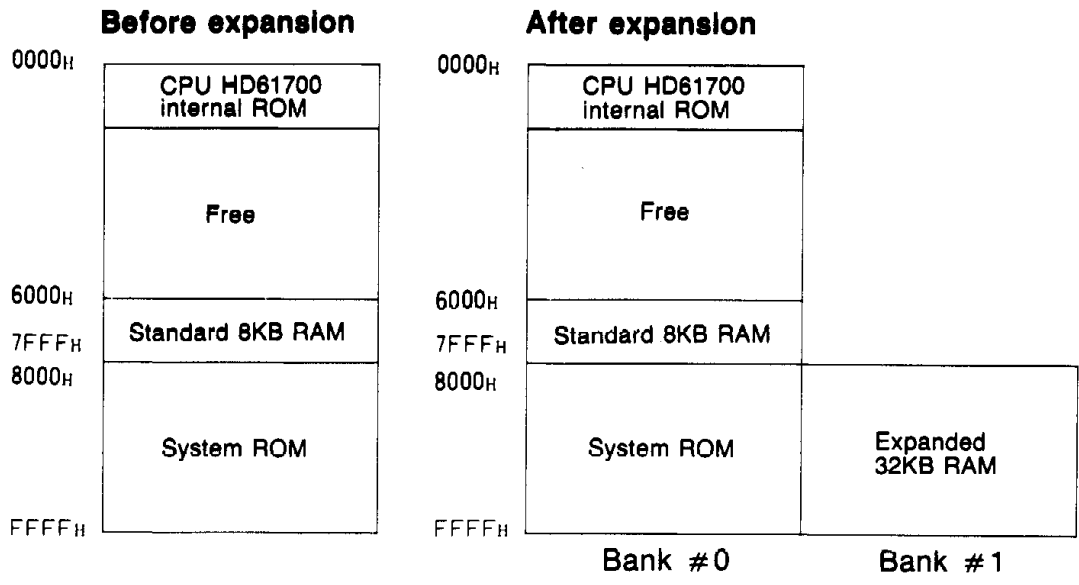 Before expansion
0000H
CPU HD61700
internal ROM
Free
6000H
Standard 8KB RAM
7FFFH
8000H
System ROM
FFFFH
After expansion
0000H
CPU HD61700
internal ROM
Free
6000H
Standard 8KB RAM
7FFFH
8000H
System ROM
Expanded
32KB RAM
FFFFH
Bank #0
Bank #1